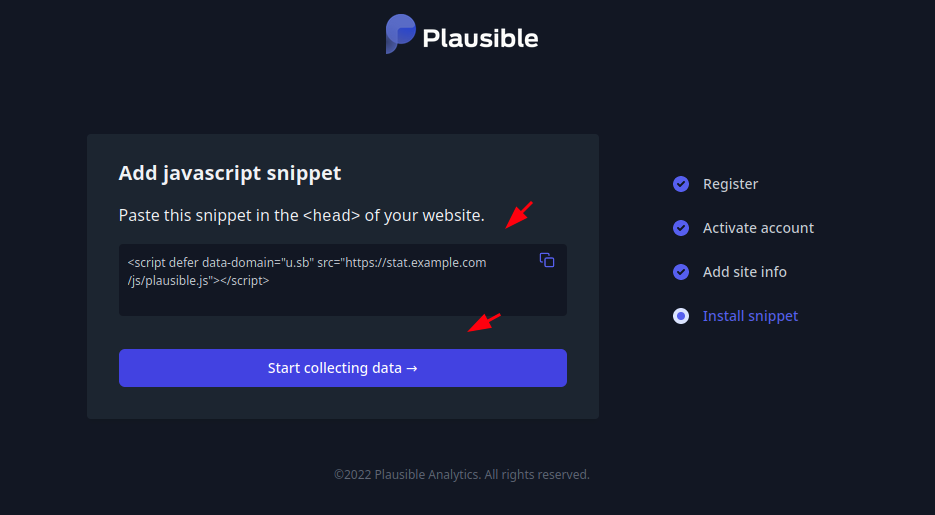 Plausible
Add javascript snippet
Paste this snippet in the <head> of your website.
<script defer data-domain="u.sb" src="https://stat.example.com
/js/plausible.js"></script>
Start collecting data →
Register
Activate account
Add site info
Install snippet
©2022 Plausible Analytics. All rights reserved.